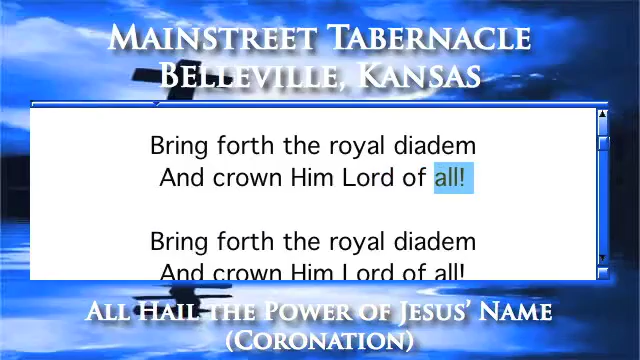 MAINSTREET TABERNACLE
BELLEVILLE, KANSAS
Bring forth the royal diadem
And crown Him Lord of all!
Bring forth the royal diadem
And crown Him Lord of all!
ALL HAIL THE POWER OF JESUS' NAME
(CORONATION)